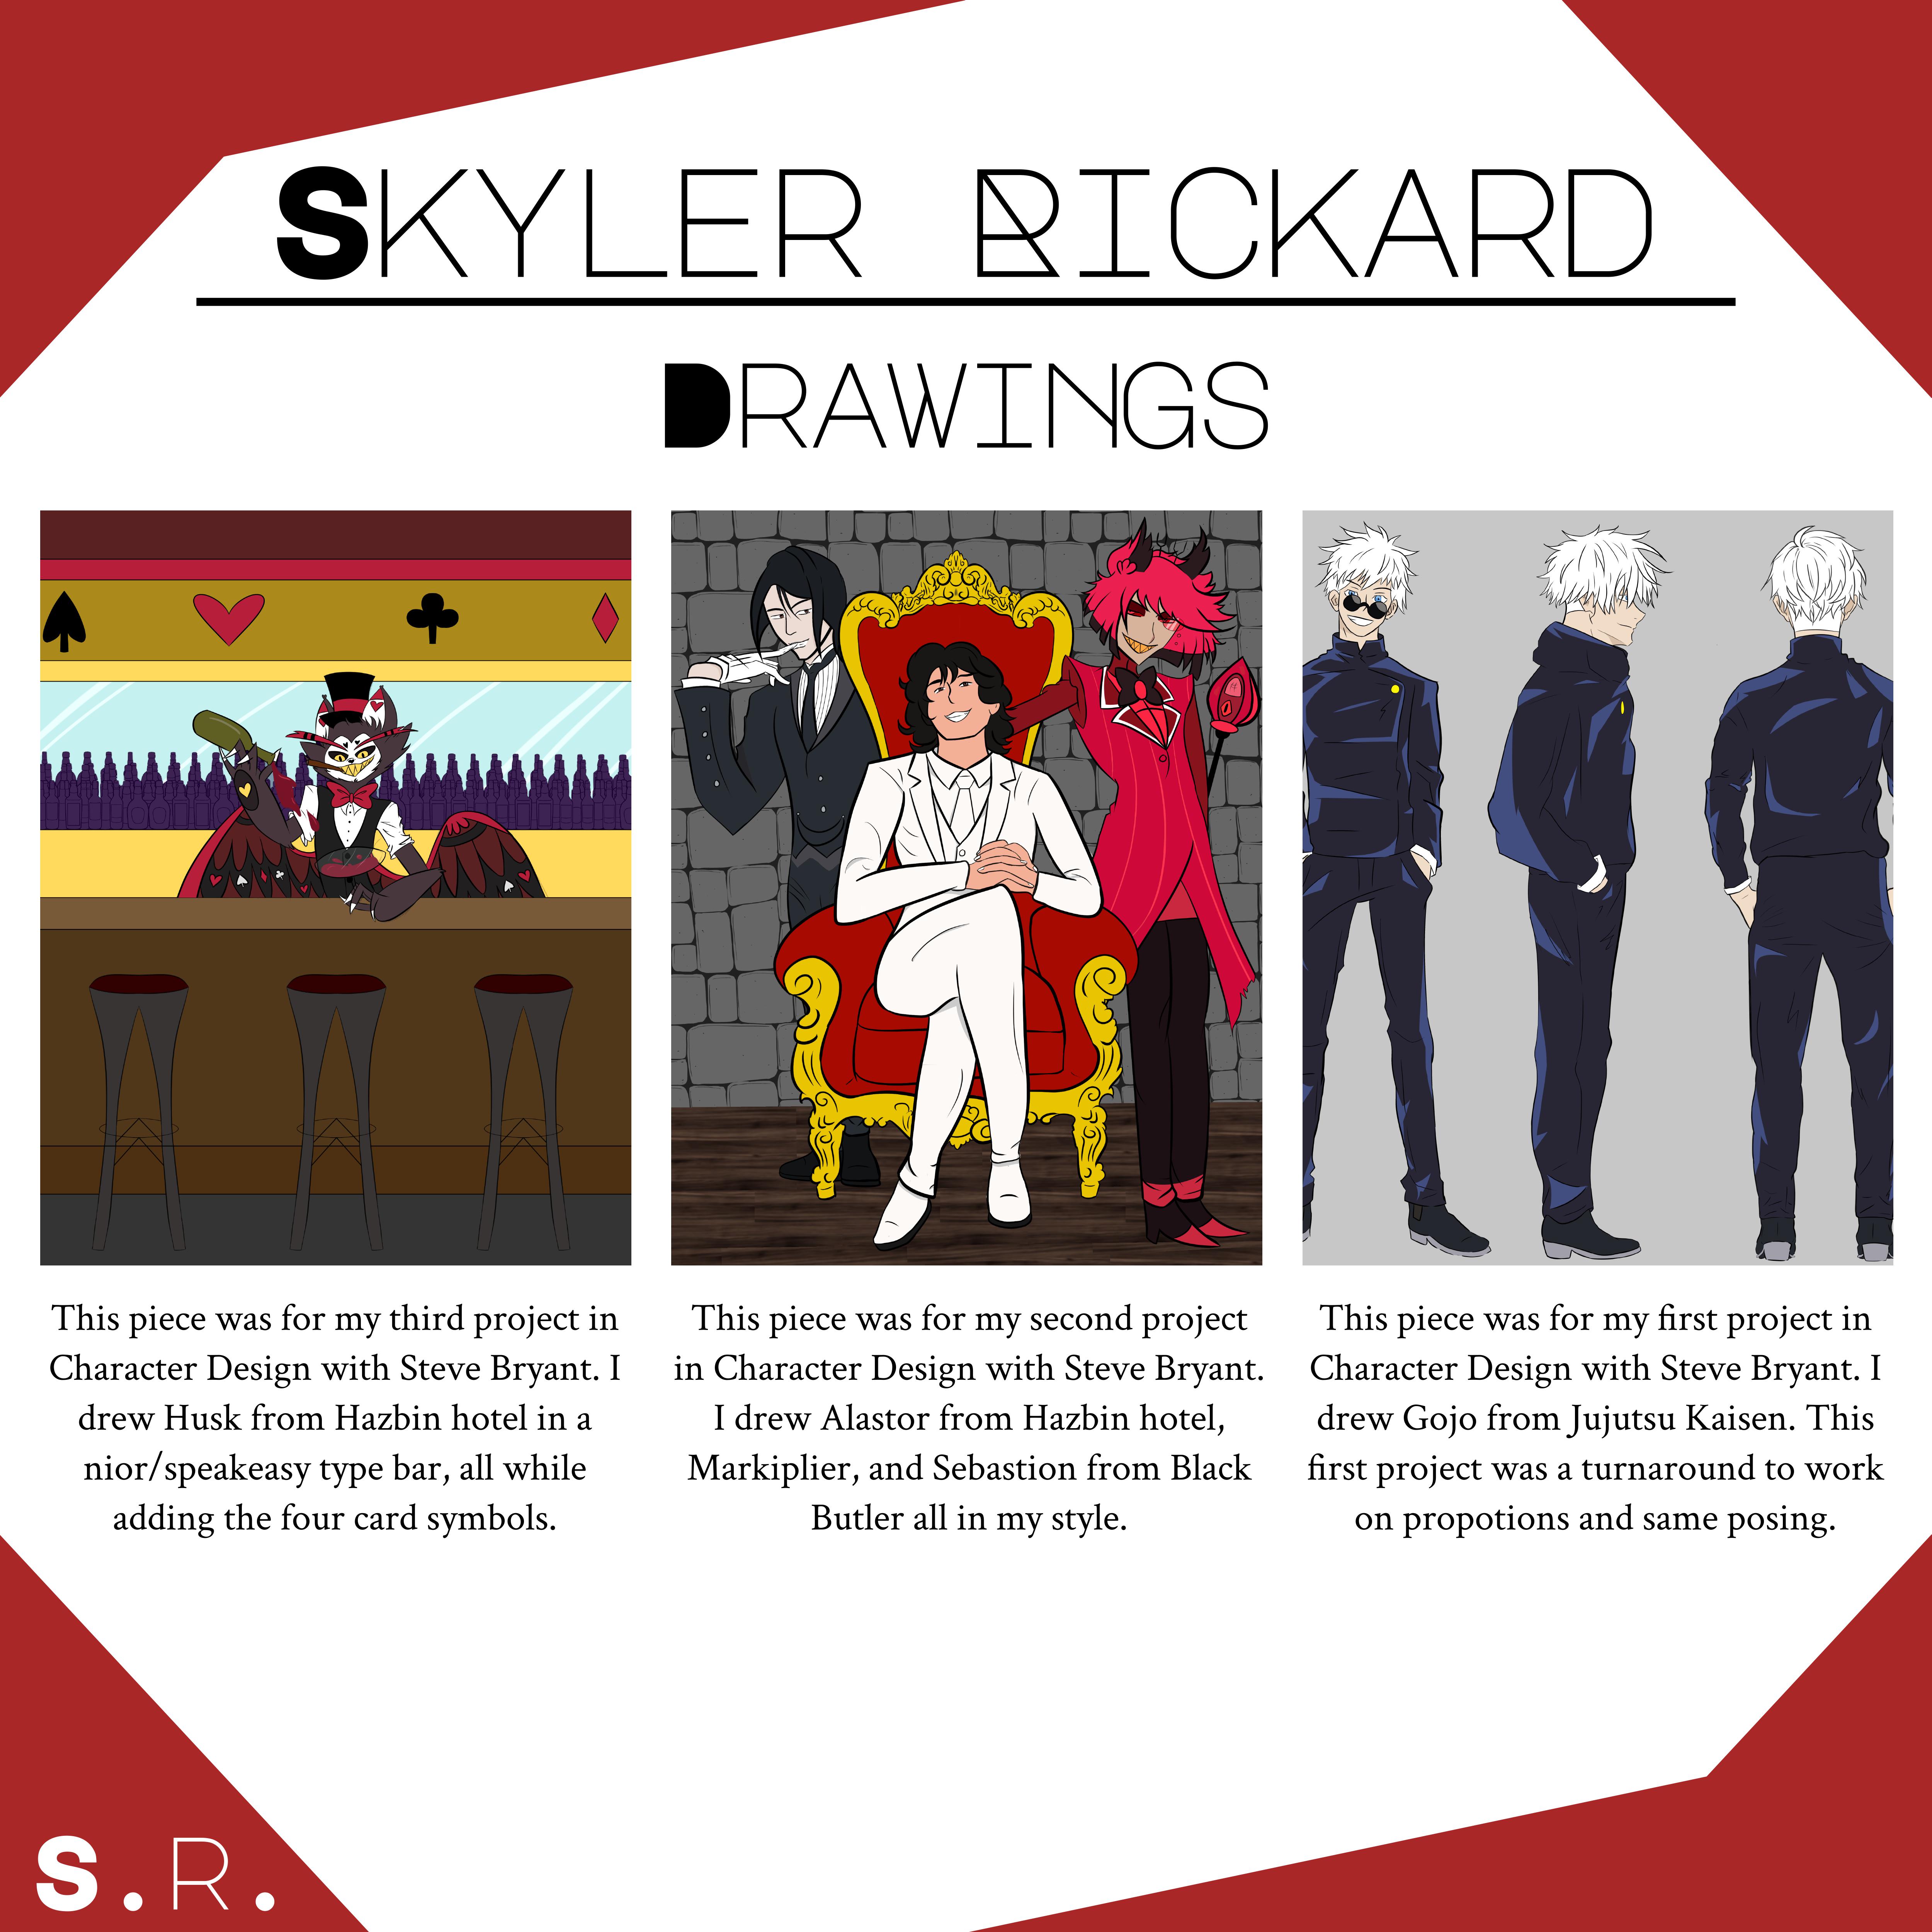 SKYLER RICKARD
DRAWINGS
This piece was for my third project in
Character Design with Steve Bryant. I
drew Husk from Hazbin hotel in a
nior/speakeasy type bar, all while
adding the four card symbols.
This piece was for my second project
in Character Design with Steve Bryant.
I drew Alastor from Hazbin hotel,
Markiplier, and Sebastion from Black
Butler all in my style.
This piece was for my first project in
Character Design with Steve Bryant. I
drew Gojo from Jujutsu Kaisen. This
first project was a turnaround to work
on propotions and same posing.
S.R.